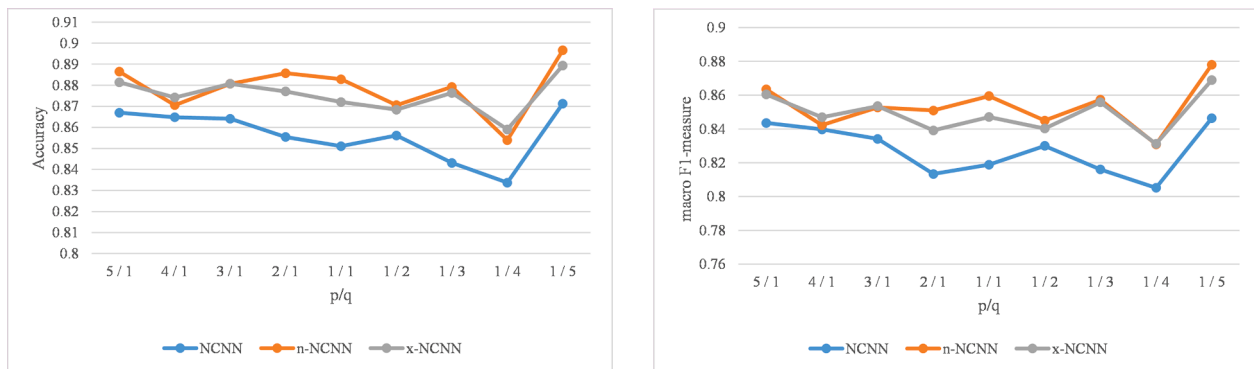 Accuracy
0.91
0.9
0.89
0.88
0.87
0.86
0.85
0.84
0.83
0.82
0.81
0.8
5 / 1 4 / 1 3 / 1 2 / 1 1 / 1 1 / 2 1 / 3 1 / 4 1 / 5
p/q
NCNN n-NCNN x-NCNN
macro F1-measure
0.9
0.88
0.86
0.84
0.82
0.8
0.78
0.76
5 / 1 4 / 1 3 / 1 2 / 1 1 / 1 1 / 2 1 / 3 1 / 4 1 / 5
p/q
NCNN n-NCNN x-NCNN